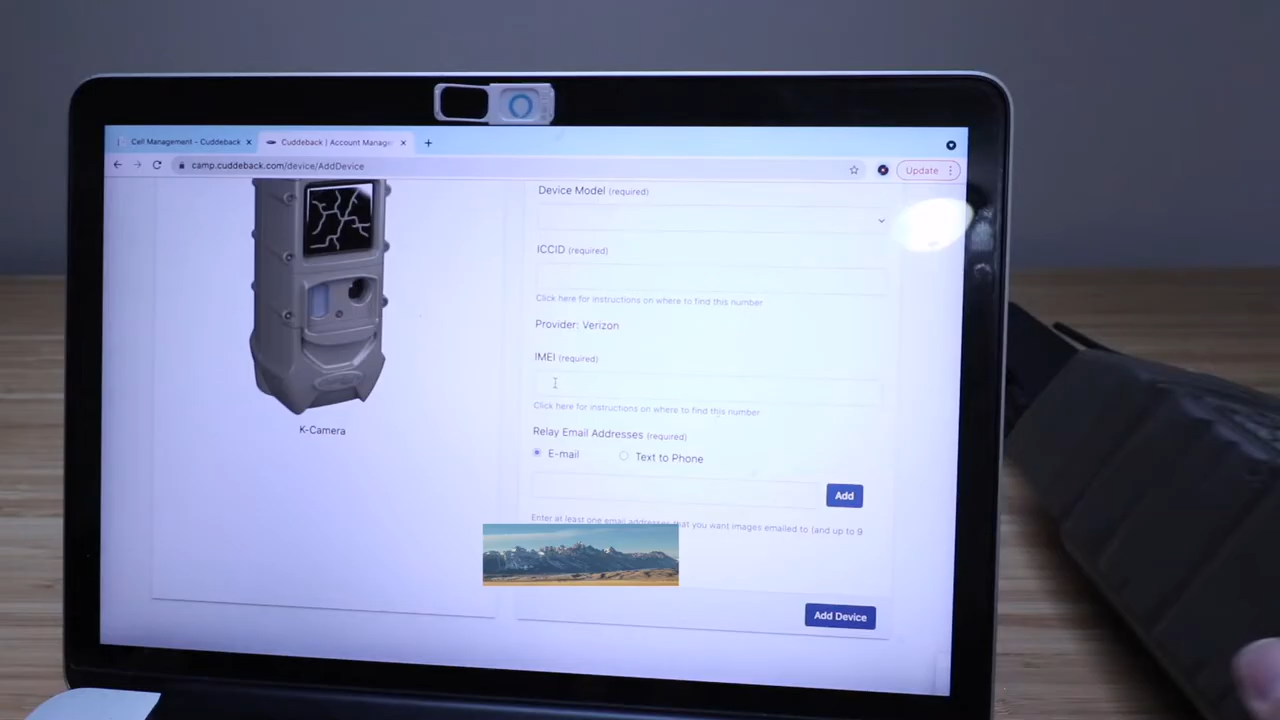 Cell Management - Cuddeback
Cuddeback | Account Manage
camp.cuddeback.com/device/AddDevice
Update
Device Model (required)
ICCID (required)
Click here for instructions on where to find this number
Provider: Verizon
IMEI (required)
Click here for instructions on where to find this number
Relay Email Addresses (required)
E-mail
Text to Phone
Add
Enter at least one email address that you want images emailed to (and up to 9
Add Device
K-Camera